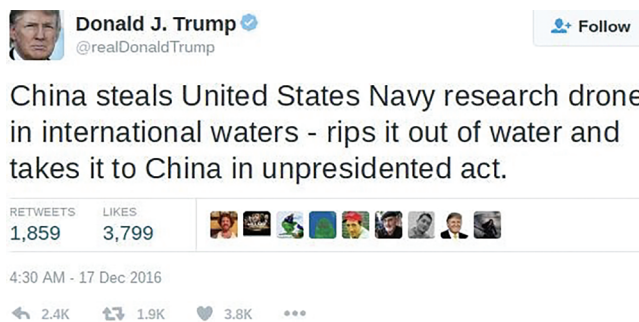 Donald J. Trump
@realDonaldTrump
Follow
China steals United States Navy research drone
in international waters - rips it out of water and
takes it to China in unpresidented act.
RETWEETS LIKES
1,859 3,799
4:30 AM - 17 Dec 2016
2.4K 1.9K 3.8K